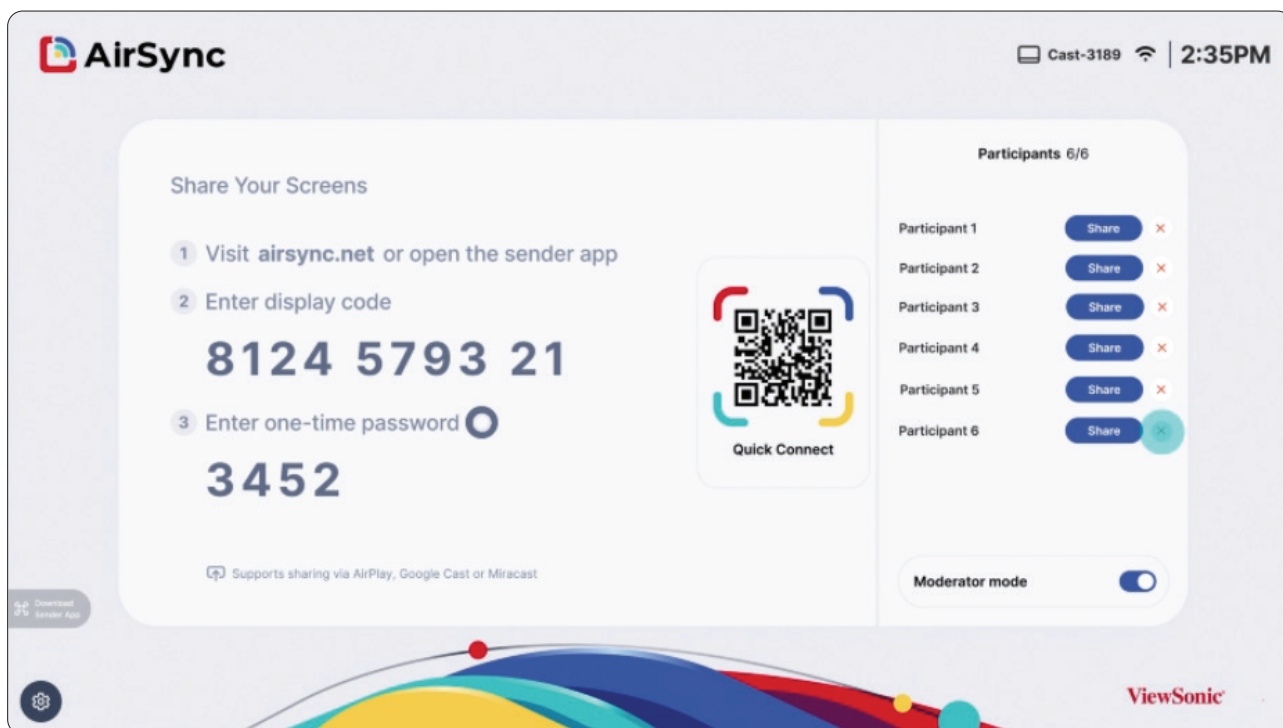 AirSync
Cast-3189
2:35PM
Share Your Screens
1 Visit airsync.net or open the sender app
2 Enter display code
8124 5793 21
3 Enter one-time password
3452
Supports sharing via AirPlay, Google Cast or Miracast
Quick Connect
Participants 6/6
Participant 1 Share
Participant 2 Share
Participant 3 Share
Participant 4 Share
Participant 5 Share
Participant 6 Share
Moderator mode
Download
Sender App
ViewSonic